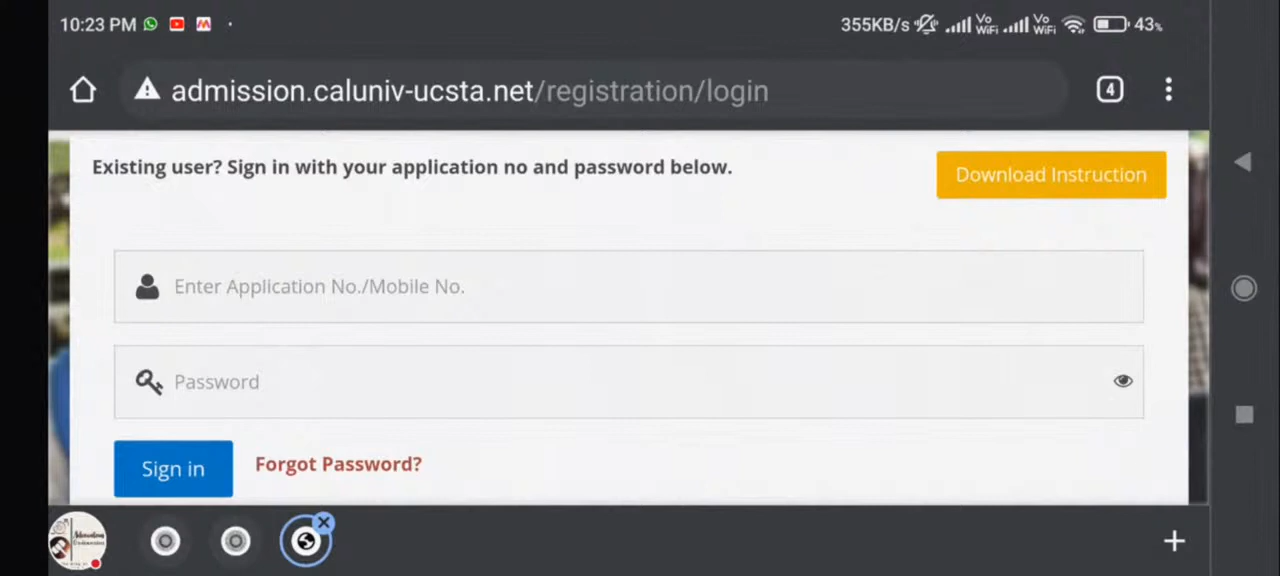 10:23 PM 355KB/s Vo WiFi Vo WiFi 43%
admission.caluniv-ucsta.net/registration/login 4
Existing user? Sign in with your application no and password below.
Download Instruction
Enter Application No./Mobile No.
Password
Sign in Forgot Password?